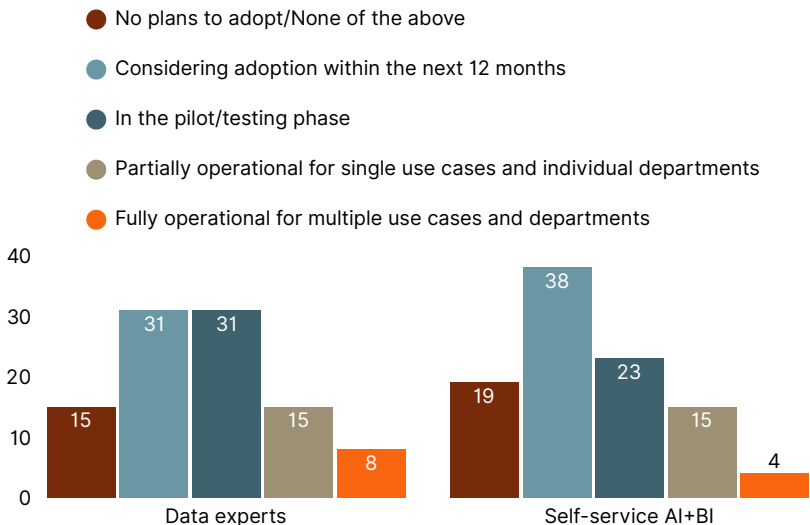 No plans to adopt/None of the above
Considering adoption within the next 12 months
In the pilot/testing phase
Partially operational for single use cases and individual departments
Fully operational for multiple use cases and departments
40
30
20
10
0
15
31
31
15
8
19
38
23
15
4
Data experts
Self-service AI+BI